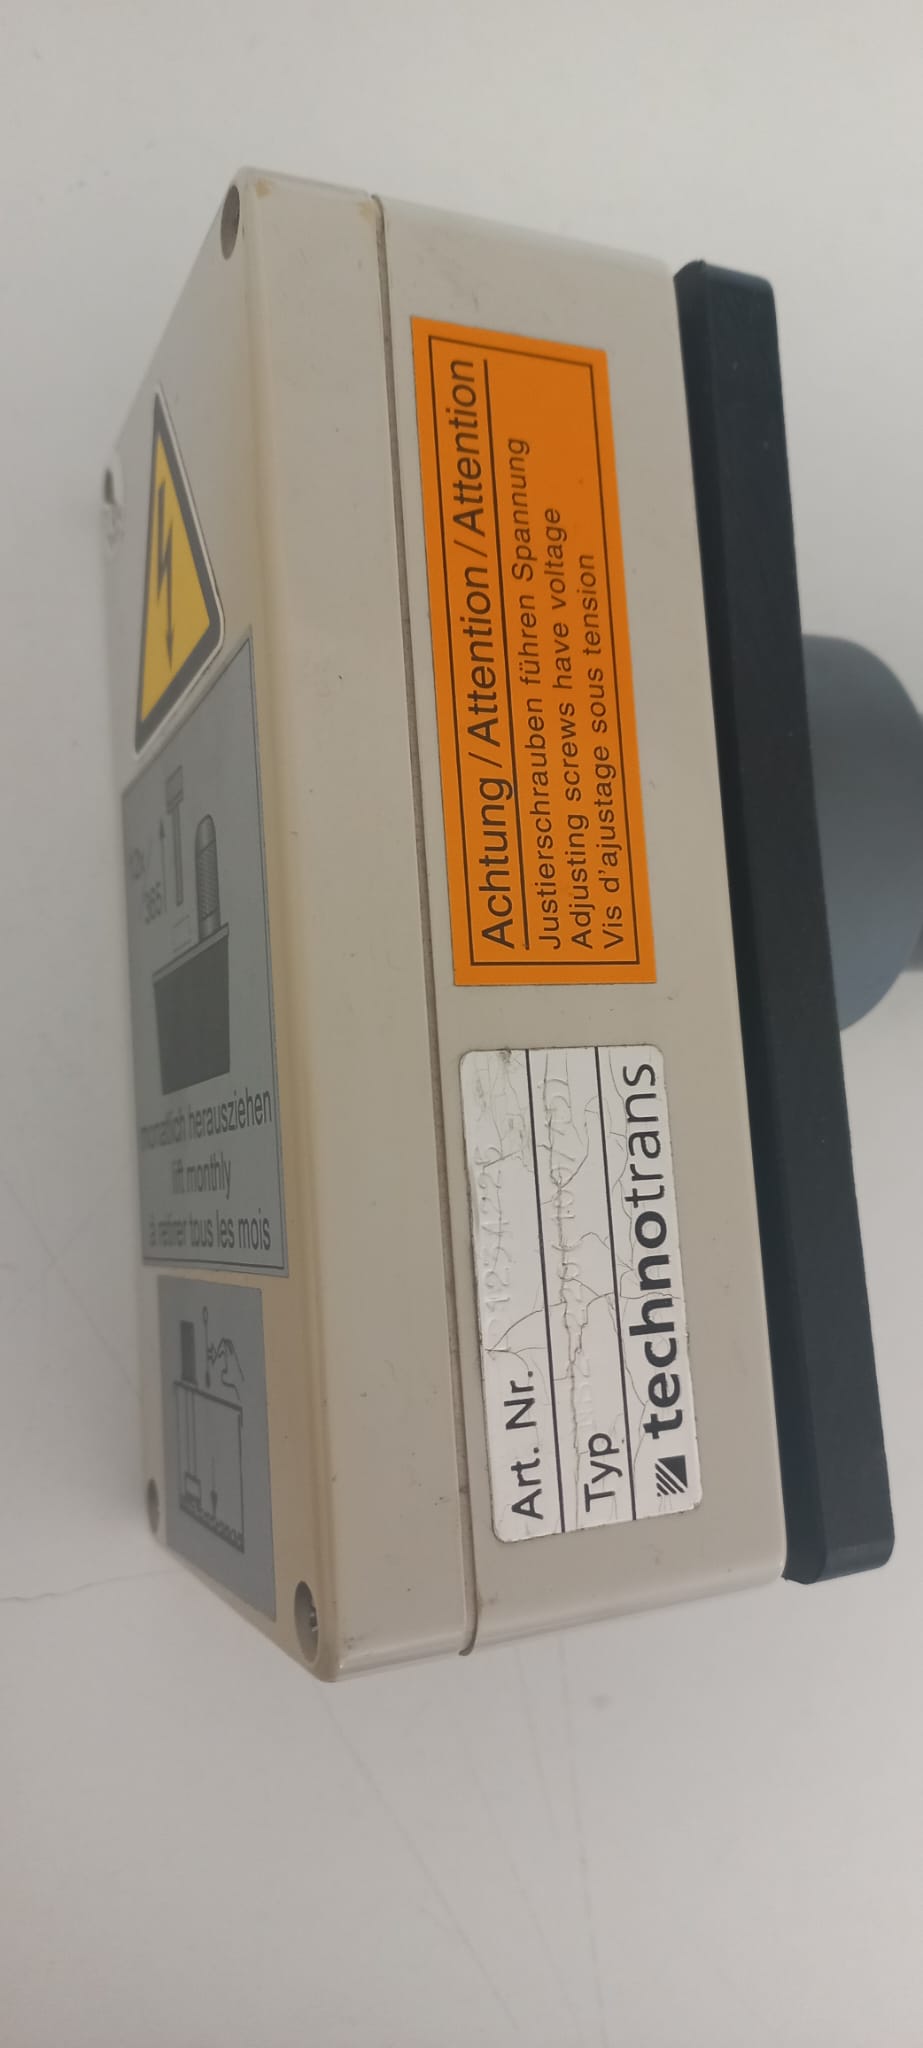 Achtung / Attention / Attention
Justierschrauben führen Spannung
Adjusting screws have voltage
Vis d'ajustage sous tension
Art. Nr.
Typ
technotrans
monatlich herausziehen
lift monthly
à retirer tous les mois